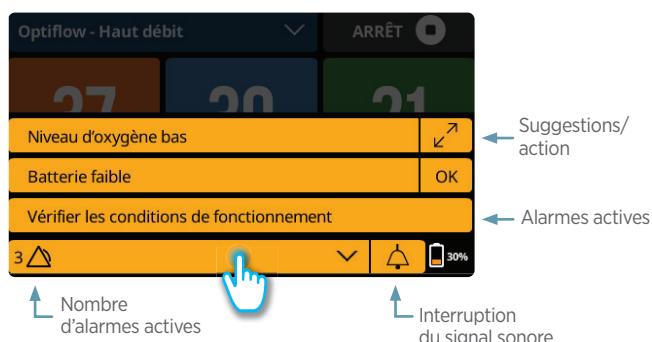 Optiflow - Haut débit
ARRÊT
37
30
21
Niveau d'oxygène bas
Suggestions/
action
Batterie faible
OK
Vérifier les conditions de fonctionnement
Alarmes actives
3
30%
Nombre
d'alarmes actives
Interruption
du signal sonore